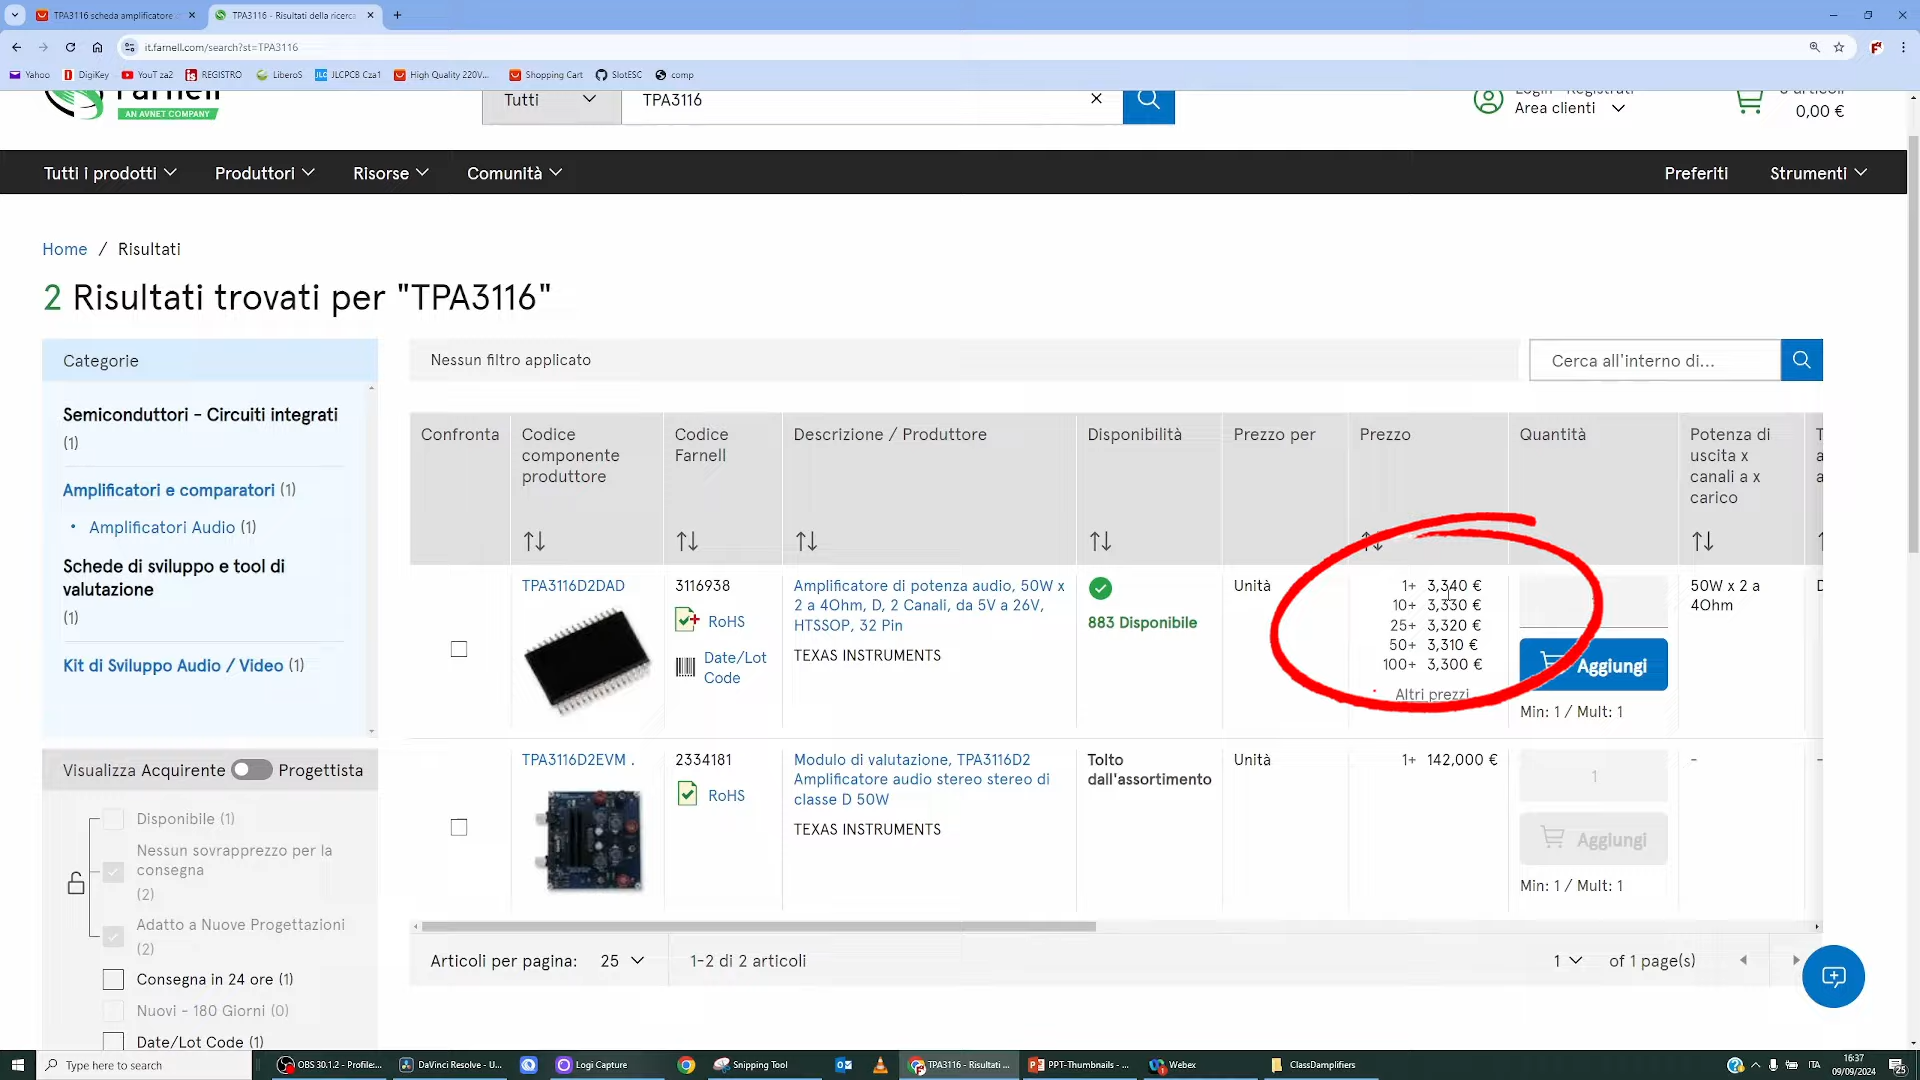 TPA3116 scheda amplificatore
TPA3116 - Risultati della ricerca
it.farnell.com/search?st=TPA3116
Yahoo
DigiKey
YouT za2
REGISTRO
LiberoS
JLCPCB Cza1
High Quality 220V...
Shopping Cart
SlotESC
comp
Farnell
AN AVNET COMPANY
Tutti
TPA3116
Area clienti
0,00 €
Tutti i prodotti
Produttori
Risorse
Comunità
Preferiti
Strumenti
Home / Risultati
2 Risultati trovati per "TPA3116"
Categorie
Semiconduttori - Circuiti integrati
(1)
Amplificatori e comparatori (1)
• Amplificatori Audio (1)
Schede di sviluppo e tool di
valutazione
(1)
Kit di Sviluppo Audio / Video (1)
Visualizza Acquirente Progettista
Disponibile (1)
Nessun sovrapprezzo per la
consegna
(2)
Adatto a Nuove Progettazioni
(2)
Consegna in 24 ore (1)
Nuovi - 180 Giorni (0)
Date/Lot Code (1)
Nessun filtro applicato
Cerca all'interno di...
Confronta
Codice
componente
produttore
Codice
Farnell
Descrizione / Produttore
Disponibilità
Prezzo per
Prezzo
Quantità
Potenza di
uscita x
canali a x
carico
TPA3116D2DAD
3116938
RoHS
Date/Lot
Code
Amplificatore di potenza audio, 50W x
2 a 4Ohm, D, 2 Canali, da 5V a 26V,
HTSSOP, 32 Pin
TEXAS INSTRUMENTS
883 Disponibile
Unità
1+ 3,340 €
10+ 3,330 €
25+ 3,320 €
50+ 3,310 €
100+ 3,300 €
Altri prezzi
Aggiungi
Min: 1 / Mult: 1
50W x 2 a
4Ohm
D
TPA3116D2EVM .
2334181
RoHS
Modulo di valutazione, TPA3116D2
Amplificatore audio stereo stereo di
classe D 50W
TEXAS INSTRUMENTS
Tolto
dall'assortimento
Unità
1+ 142,000 €
1
Aggiungi
Min: 1 / Mult: 1
-
-
Articoli per pagina: 25
1-2 di 2 articoli
1 of 1 page(s)
Type here to search
OBS 30.1.2 - Profile:...
DaVinci Resolve - U...
Logi Capture
Snipping Tool
TPA3116 - Risultati ...
PPT-Thumbnails - ...
Webex
ClassDamplifiers
ITA
16:37
09/09/2024
25